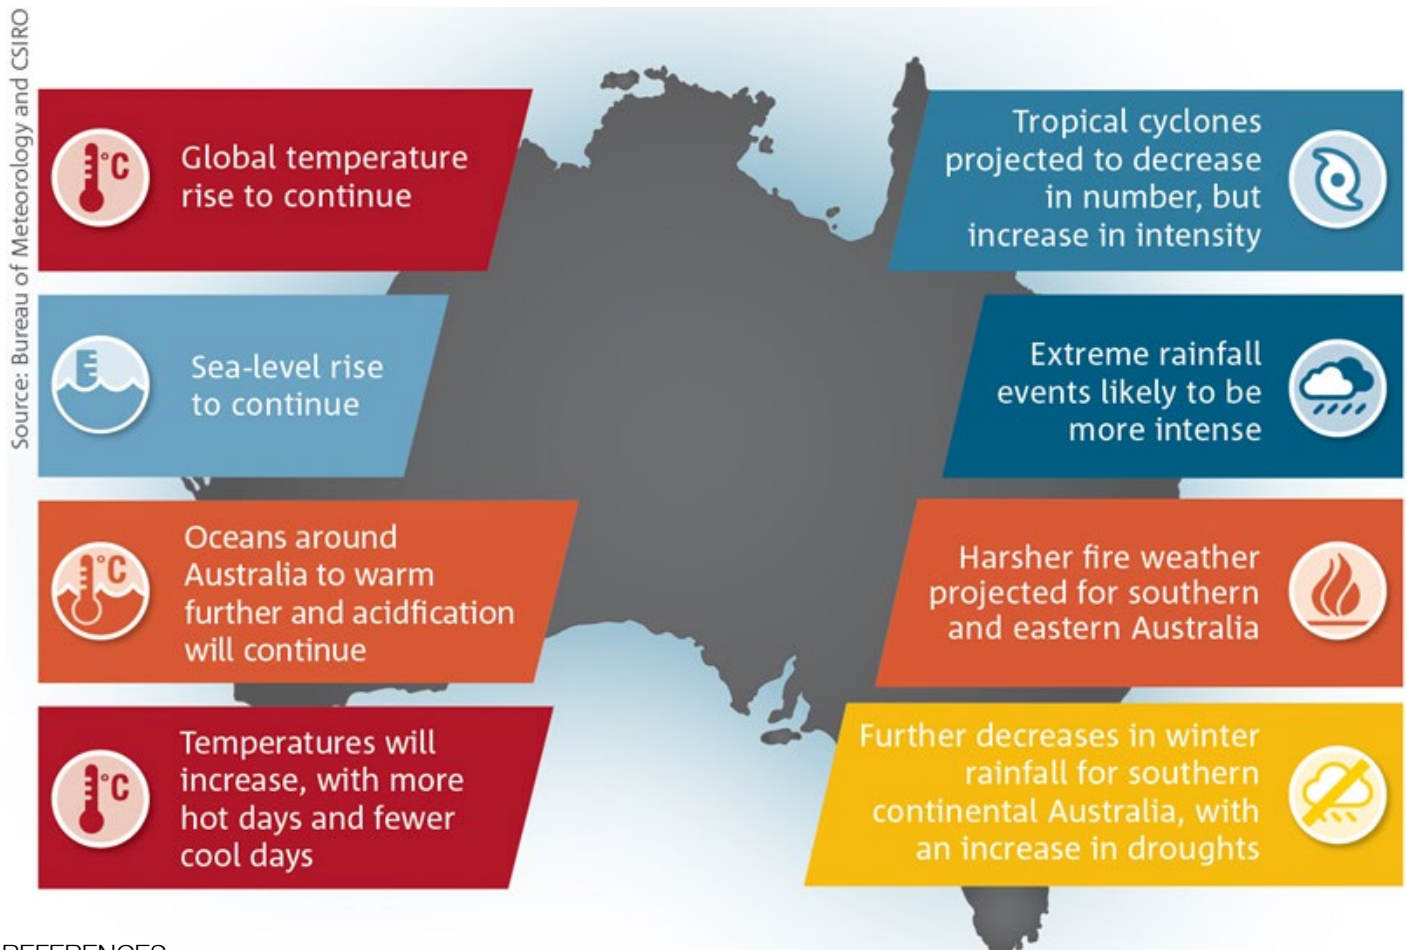 Source: Bureau of Meteorology and CSIRO
°C
Global temperature
rise to continue
Sea-level rise
to continue
°C
Oceans around
Australia to warm
further and acidfication
will continue
°C
Temperatures will
increase, with more
hot days and fewer
cool days
Tropical cyclones
projected to decrease
in number, but
increase in intensity
Extreme rainfall
events likely to be
more intense
Harsher fire weather
projected for southern
and eastern Australia
Further decreases in winter
rainfall for southern
continental Australia, with
an increase in droughts
REFERENCES